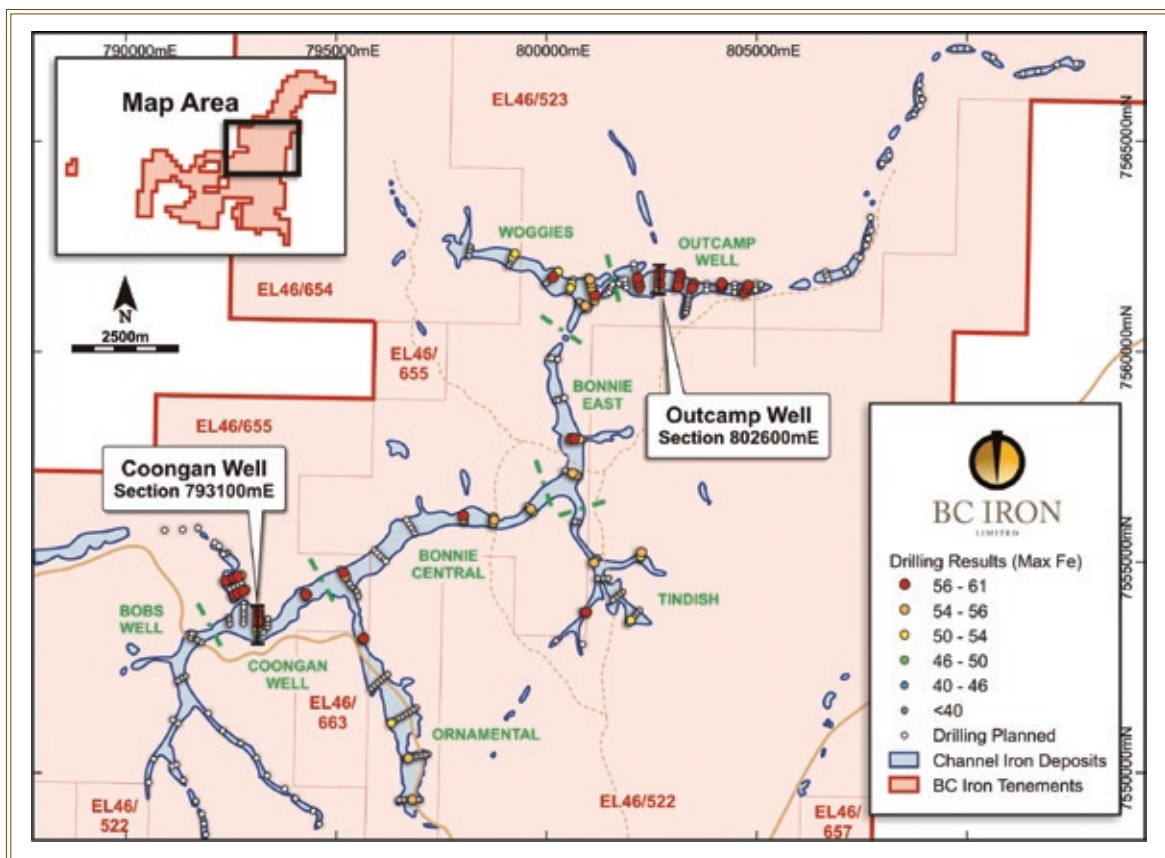 790000mE
795000mE
800000mE
805000mE
Map Area
EL46/523
7565000mN
WOGGIES
OUTCAMP
WELL
EL46/654
N
2500m
EL46/
655
7560000mN
BONNIE
EAST
Outcamp Well
Section 802600mE
EL46/655
Coongan Well
Section 793100mE
BC IRON
LIMITED
Drilling Results (Max Fe)
56 - 61
54 - 56
50 - 54
46 - 50
40 - 46
<40
Drilling Planned
Channel Iron Deposits
BC Iron Tenements
BONNIE
CENTRAL
7555000mN
TINDISH
BOBS
WELL
COONGAN
WELL
EL46/
663
ORNAMENTAL
7550000mN
EL46/
522
EL46/522
EL46/
657